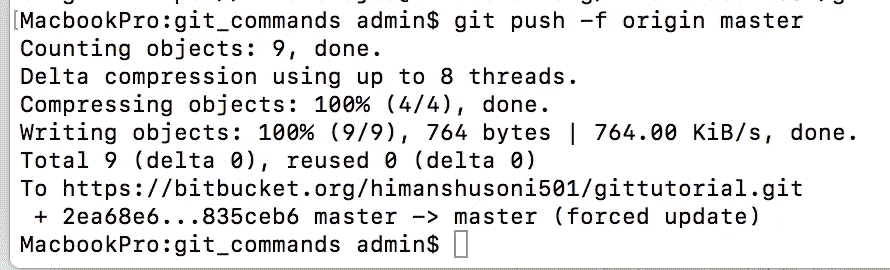 [MacbookPro:git_commands admin$ git push -f origin master
Counting objects: 9, done.
Delta compression using up to 8 threads.
Compressing objects: 100% (4/4), done.
Writing objects: 100% (9/9), 764 bytes | 764.00 KiB/s, done.
Total 9 (delta 0), reused 0 (delta 0)
To https://bitbucket.org/himanshusoni501/gittutorial.git
 + 2ea68e6...835ceb6 master -> master (forced update)
MacbookPro:git_commands admin$